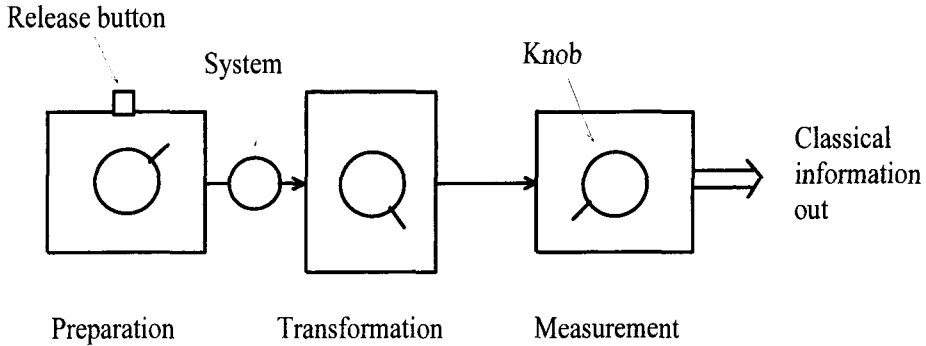 Release button
System
Knob
Classical
information
out
Preparation
Transformation
Measurement